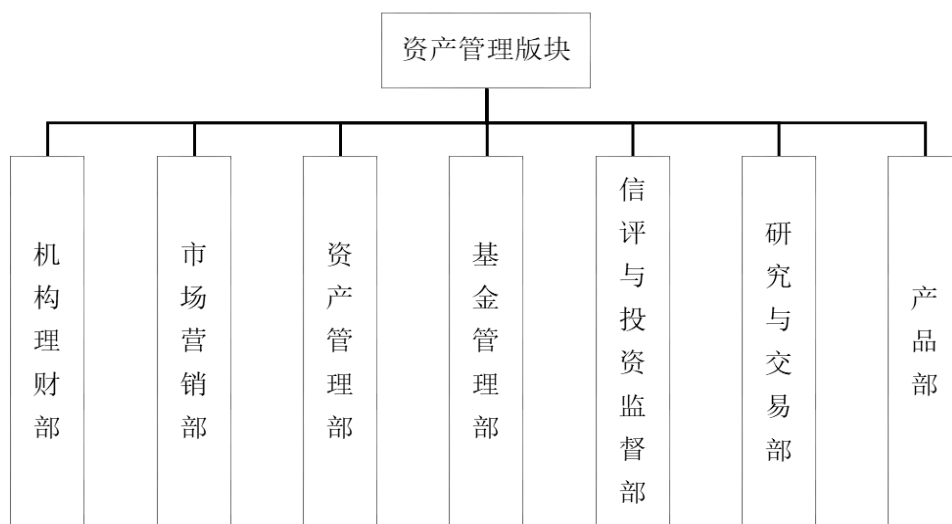 资产管理版块
机构理财部
市场营销部
资产管理部
基金管理部
信评与投资监督部
研究与交易部
产品部